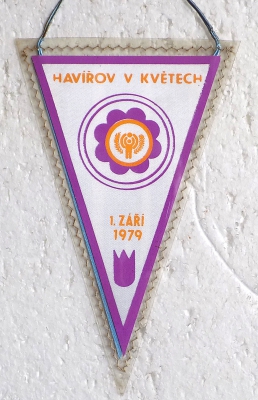 HAVÍŘOV V KVĚTECH
1. ZÁŘÍ
1979